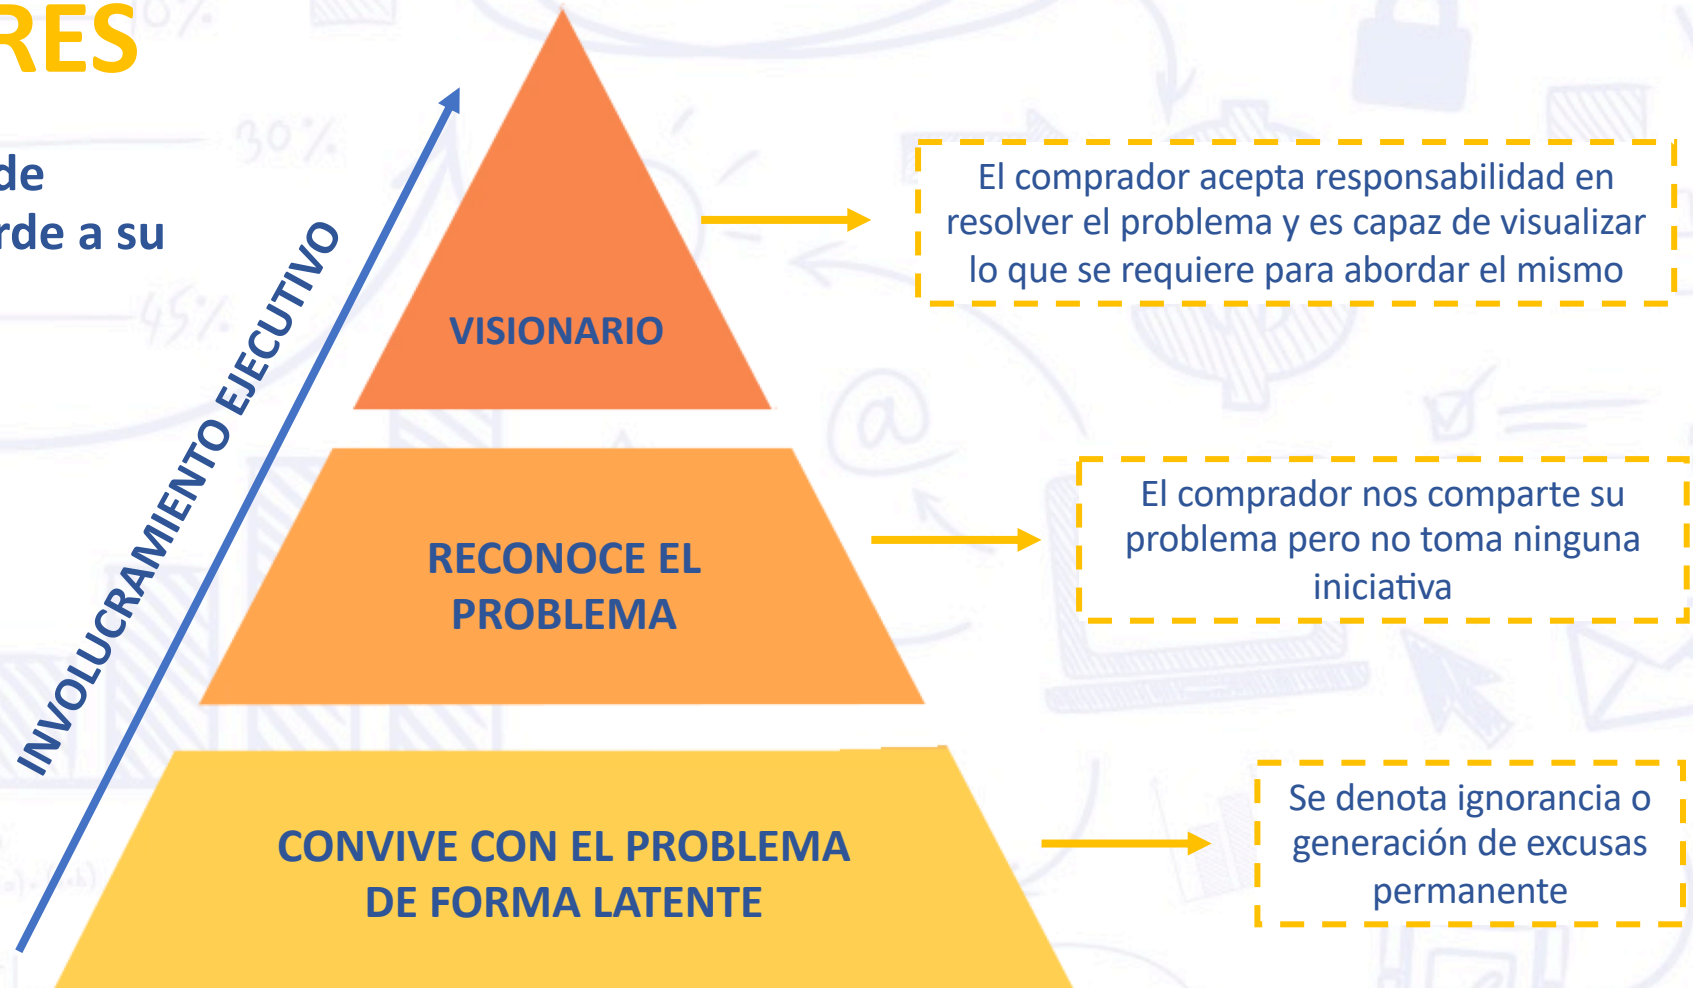 RES
de
rde a su
INVOLUCRAMIENTO EJECUTIVO
30%
45%
VISIONARIO
El comprador acepta responsabilidad en
resolver el problema y es capaz de visualizar
lo que se requiere para abordar el mismo
@
RECONOCE EL
PROBLEMA
El comprador nos comparte su
problema pero no toma ninguna
iniciativa
CONVIVE CON EL PROBLEMA
DE FORMA LATENTE
Se denota ignorancia o
generación de excusas
permanente